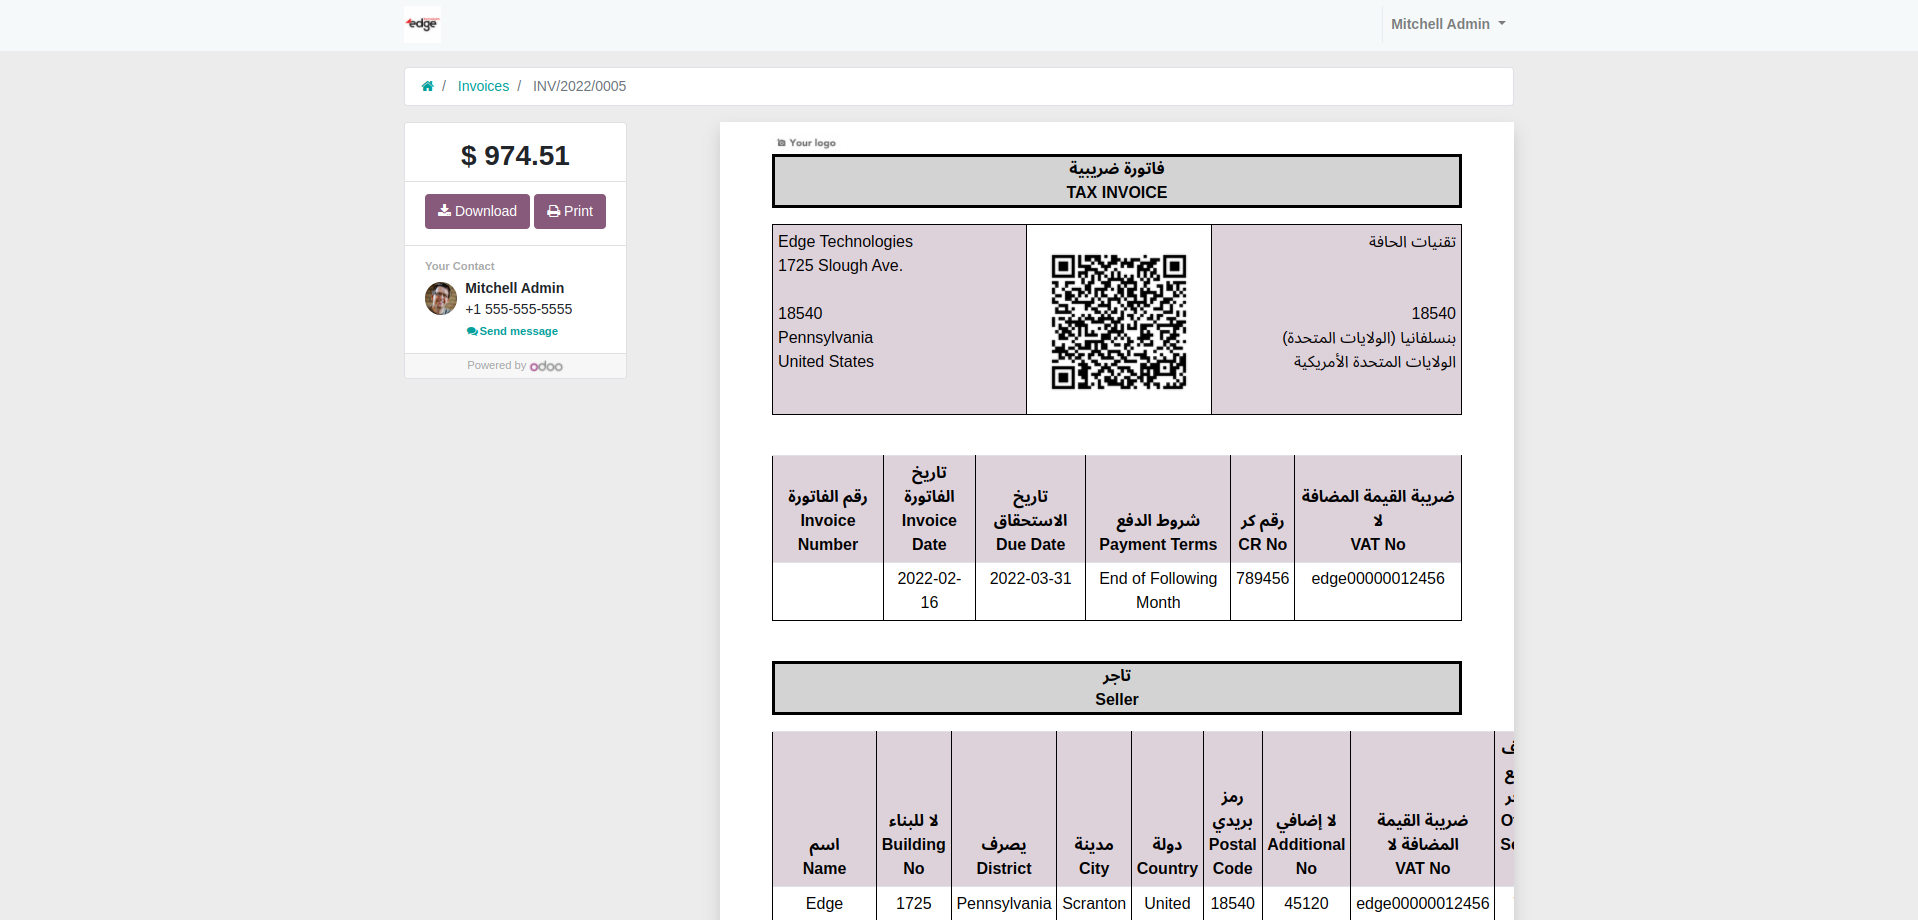 edge
Mitchell Admin
/ Invoices / INV/2022/0005
$ 974.51
Download Print
Your Contact
Mitchell Admin
+1 555-555-5555
Send message
Powered by odoo
Your logo
فاتورة ضريبية
TAX INVOICE
Edge Technologies
1725 Slough Ave.
18540
Pennsylvania
United States
تقنيات الحافة
18540
بنسلفانيا (الولايات المتحدة)
الولايات المتحدة الأمريكية
رقم الفاتورة
Invoice
Number
تاريخ
الفاتورة
Invoice
Date
تاريخ
الاستحقاق
Due Date
شروط الدفع
Payment Terms
رقم كر
CR No
ضريبة القيمة المضافة
لا
VAT No
2022-02-
16
2022-03-31
End of Following
Month
789456
edge00000012456
تاجر
Seller
اسم
Name
لا للبناء
Building
No
يصرف
District
مدينة
City
دولة
Country
رمز
بريدي
Postal
Code
لا إضافي
Additional
No
ضريبة القيمة
المضافة لا
VAT No
Edge
1725
Pennsylvania
Scranton
United
18540
45120
edge00000012456